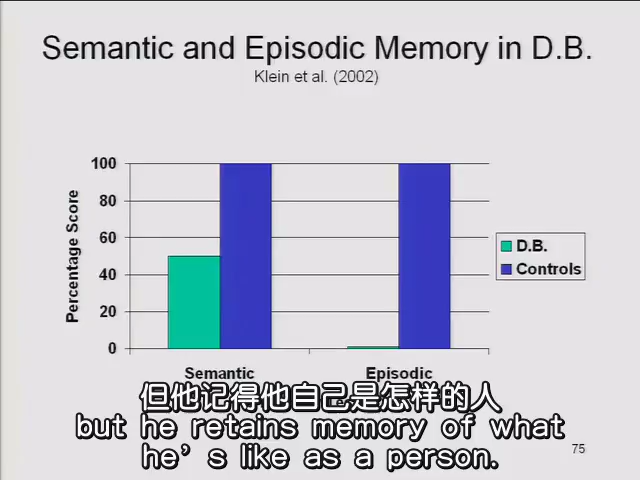 Semantic and Episodic Memory in D.B.
Klein et al. (2002)
Percentage Score
100
80
60
40
20
0
D.B.
Controls
Semantic
Episodic
但他记得他自己是怎样的人
but he retains memory of what
he's like as a person.
75